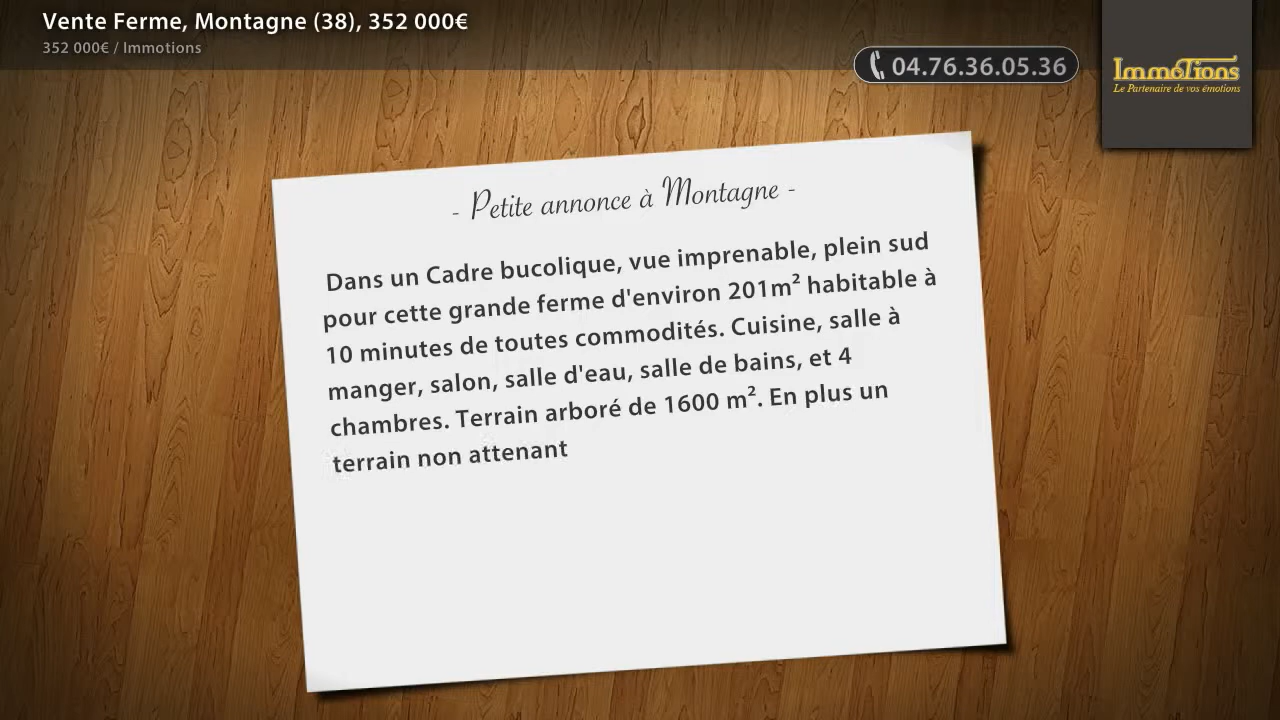 Vente Ferme, Montagne (38), 352 000€
352 000€ / Immotions
04.76.36.05.36
ImmoTions
Le Partenaire de vos émotions
- Petite annonce à Montagne -
Dans un Cadre bucolique, vue imprenable, plein sud
pour cette grande ferme d'environ 201m² habitable à
10 minutes de toutes commodités. Cuisine, salle à
manger, salon, salle d'eau, salle de bains, et 4
chambres. Terrain arboré de 1600 m². En plus un
terrain non attenant